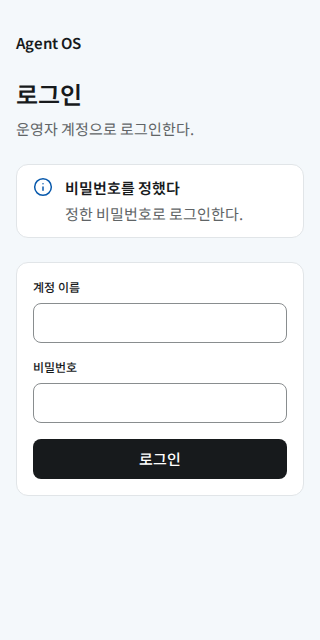 Agent OS
로그인
운영자 계정으로 로그인한다.
비밀번호를 정했다
정한 비밀번호로 로그인한다.
계정 이름
비밀번호
로그인